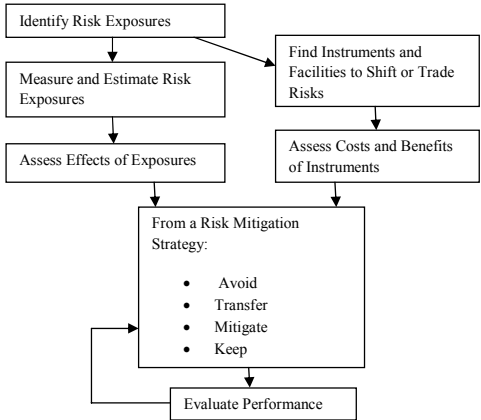 Identify Risk Exposures
Measure and Estimate Risk
Exposures
Assess Effects of Exposures
Find Instruments and
Facilities to Shift or Trade
Risks
Assess Costs and Benefits
of Instruments
From a Risk Mitigation
Strategy:
• Avoid
• Transfer
• Mitigate
• Keep
Evaluate Performance